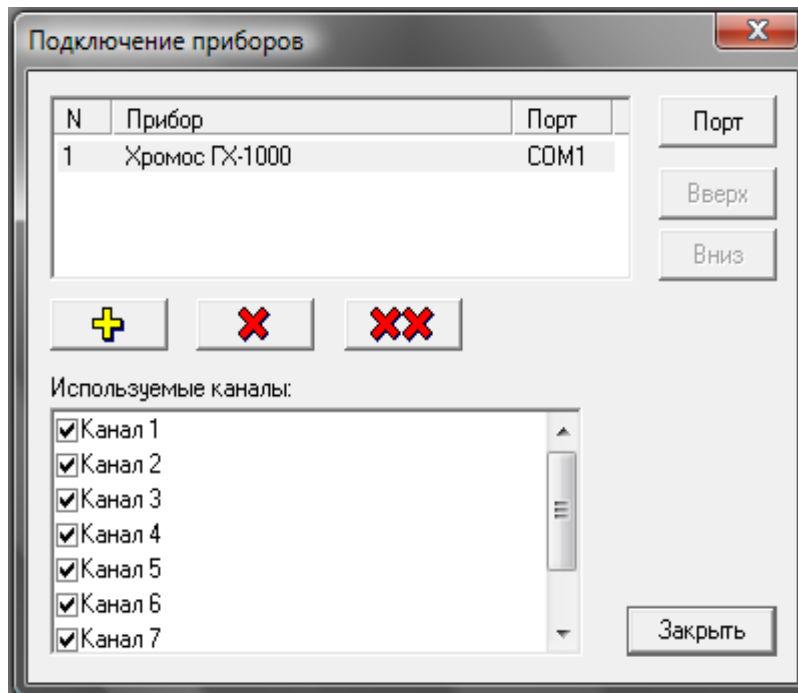 Подключение приборов
N Прибор Порт
1 Хромос ГХ-1000 COM1
Порт
Вверх
Вниз
Используемые каналы:
Канал 1
Канал 2
Канал 3
Канал 4
Канал 5
Канал 6
Канал 7
Закрыть